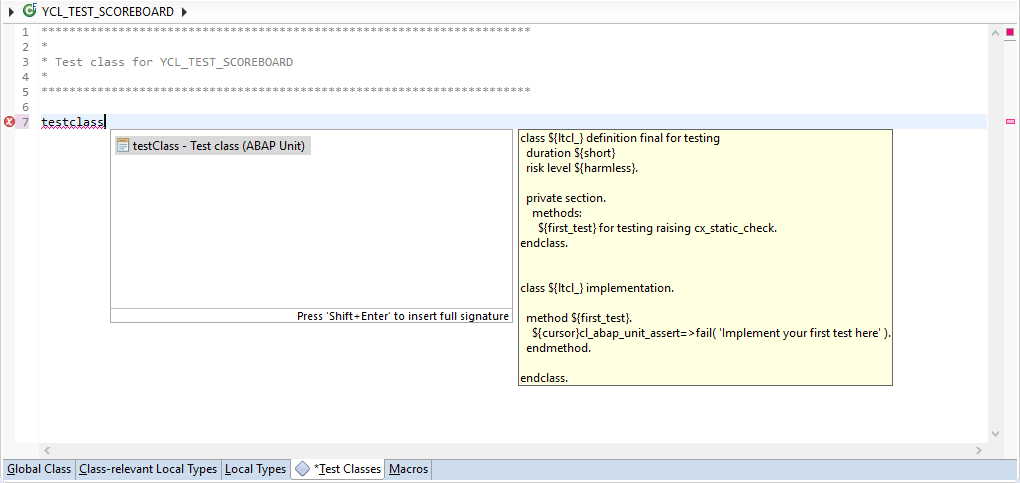 YCL_TEST_SCOREBOARD
1 **********************************************************************
2 *
3 * Test class for YCL_TEST_SCOREBOARD
4 *
5 **********************************************************************
6
7 testclass
testClass - Test class (ABAP Unit)
Press 'Shift+Enter' to insert full signature
class ${ltcl_} definition final for testing
duration ${short}
risk level ${harmless}.
private section.
methods:
${first_test} for testing raising cx_static_check.
endclass.
class ${ltcl_} implementation.
method ${first_test}.
${cursor}cl_abap_unit_assert=>fail( 'Implement your first test here' ).
endmethod.
endclass.
Global Class Class-relevant Local Types Local Types *Test Classes Macros